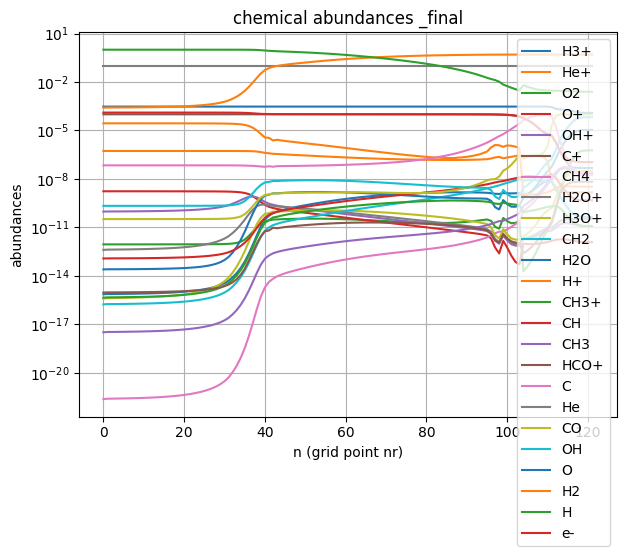 chemical abundances _final
10^1
10^-2
10^-5
10^-8
10^-11
10^-14
10^-17
10^-20
abundances
0 20 40 60 80 100 120
n (grid point nr)
H3+
He+
O2
O+
OH+
C+
CH4
H2O+
H3O+
CH2
H2O
H+
CH3+
CH
CH3
HCO+
C
He
CO
OH
O
H2
H
e-